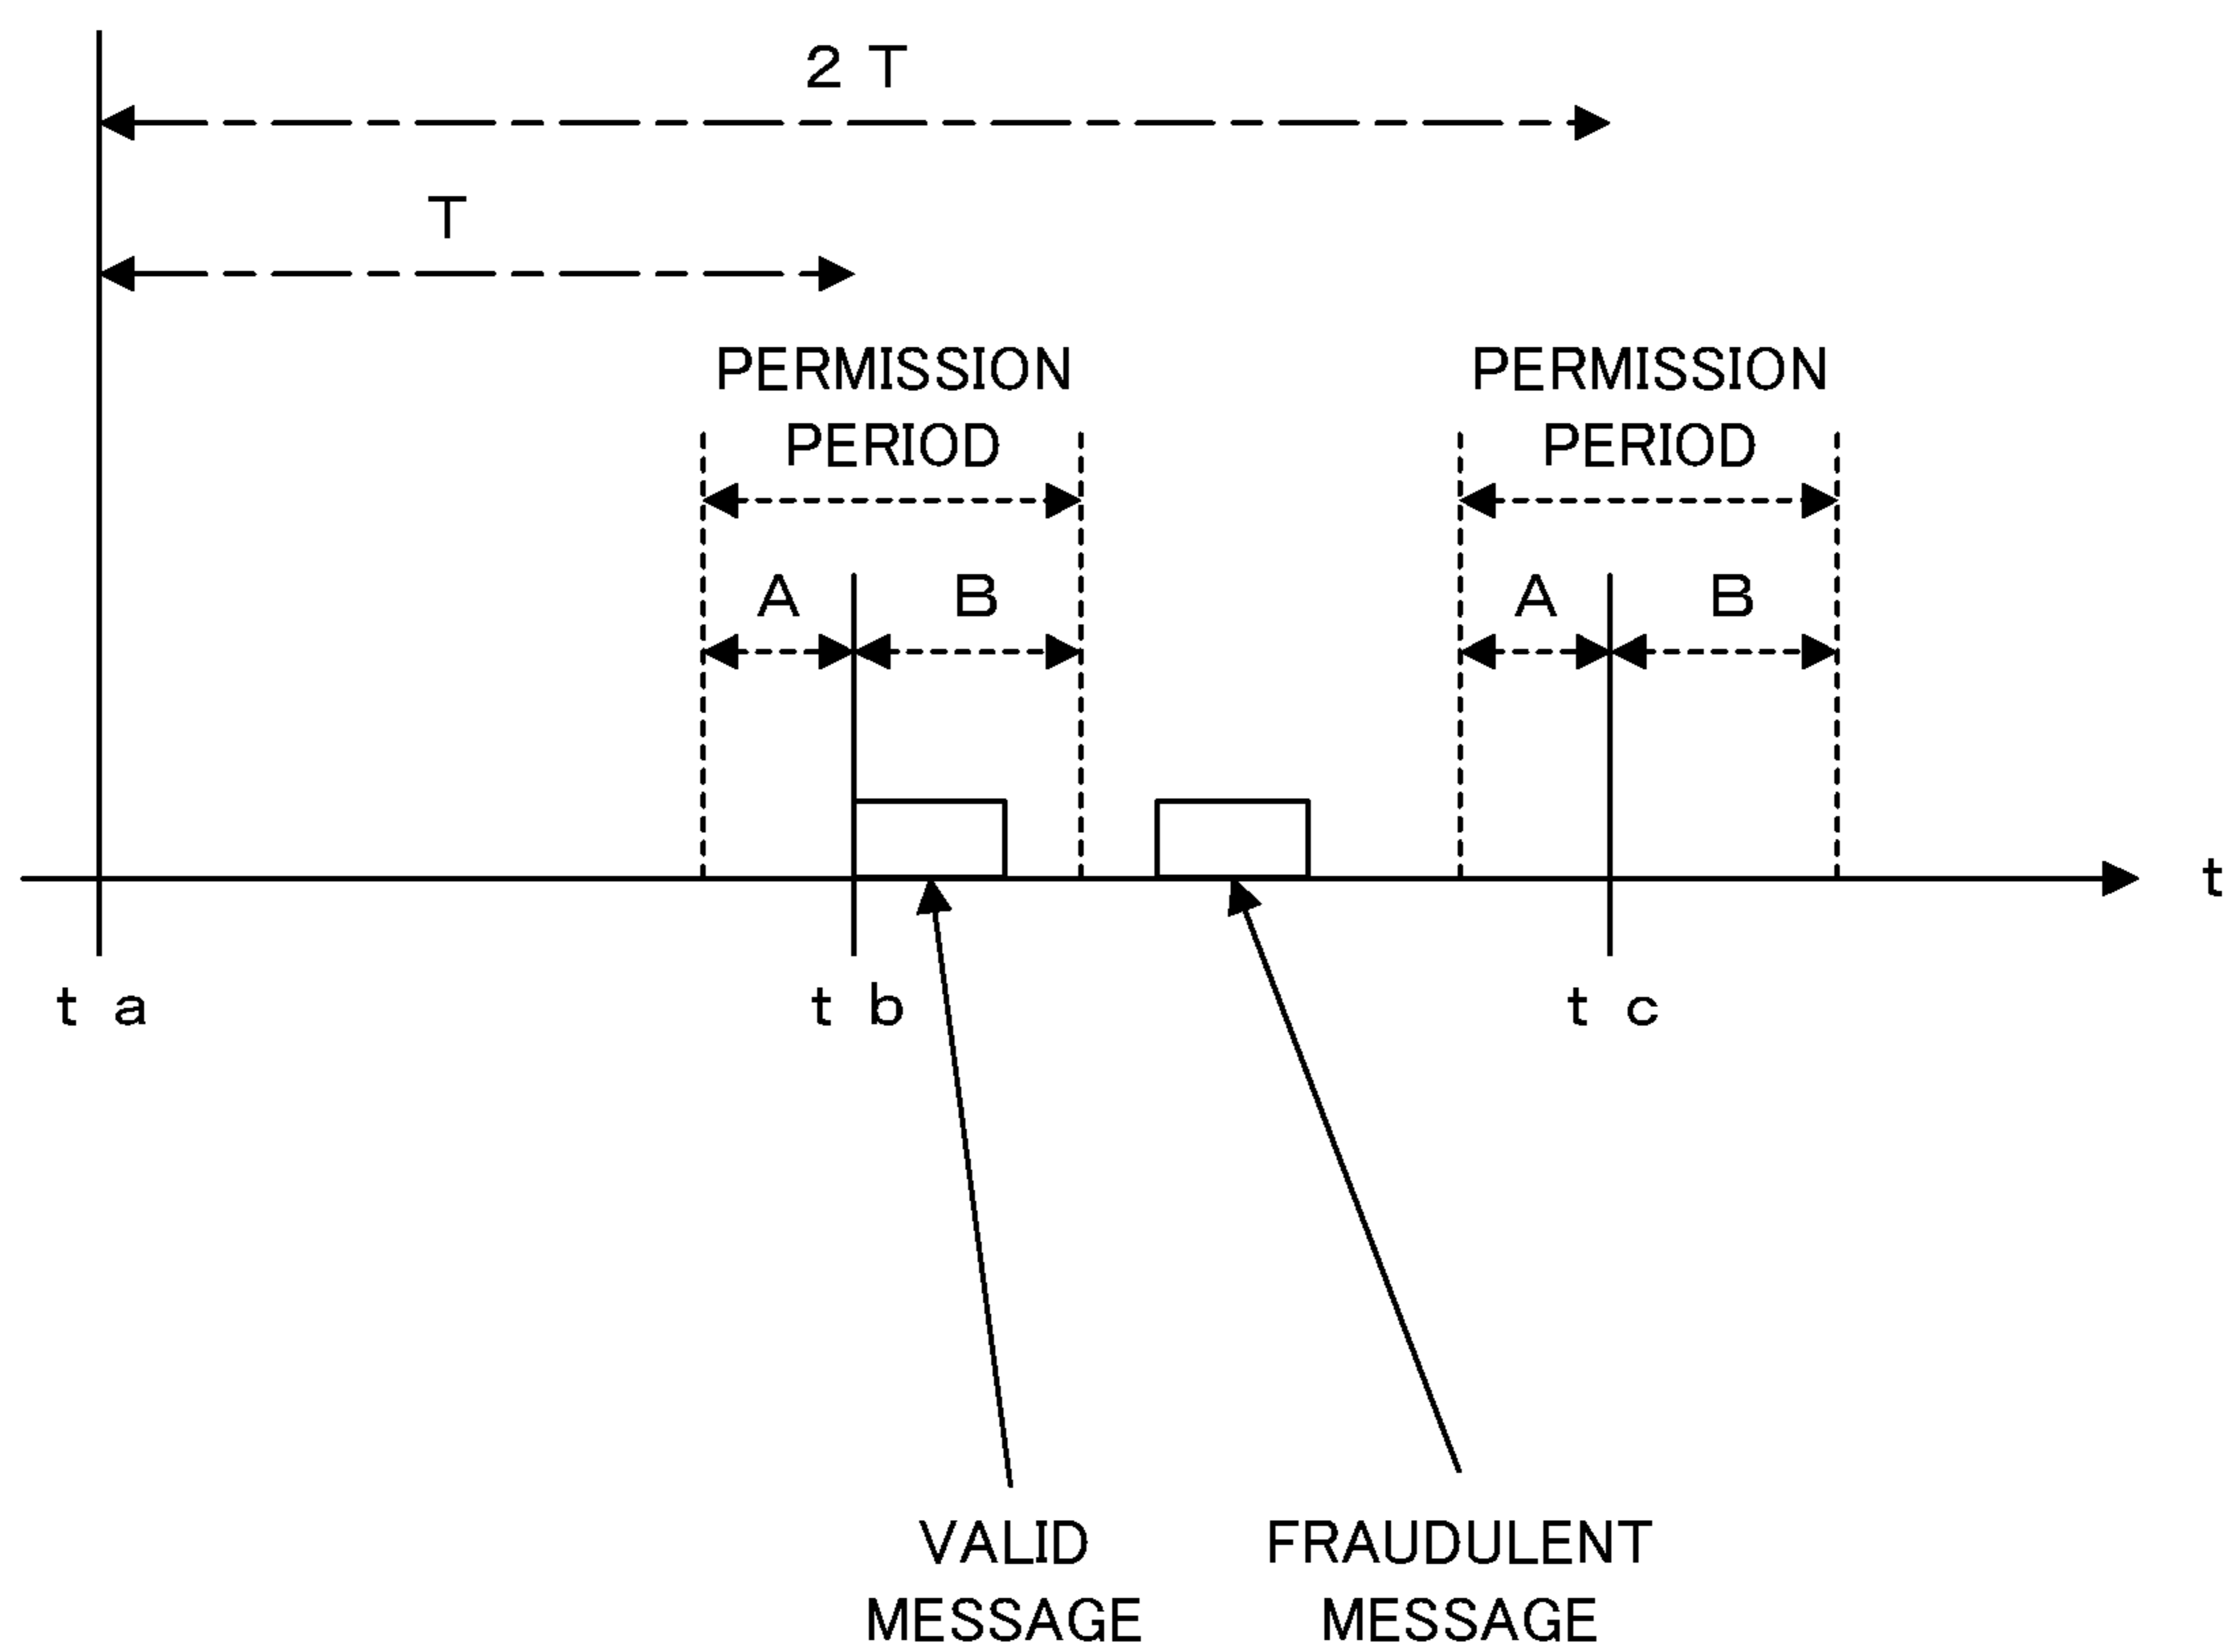 2 T
T
PERMISSION
PERIOD
PERMISSION
PERIOD
A
B
A
B
t
t a
t b
t c
VALID
MESSAGE
FRAUDULENT
MESSAGE